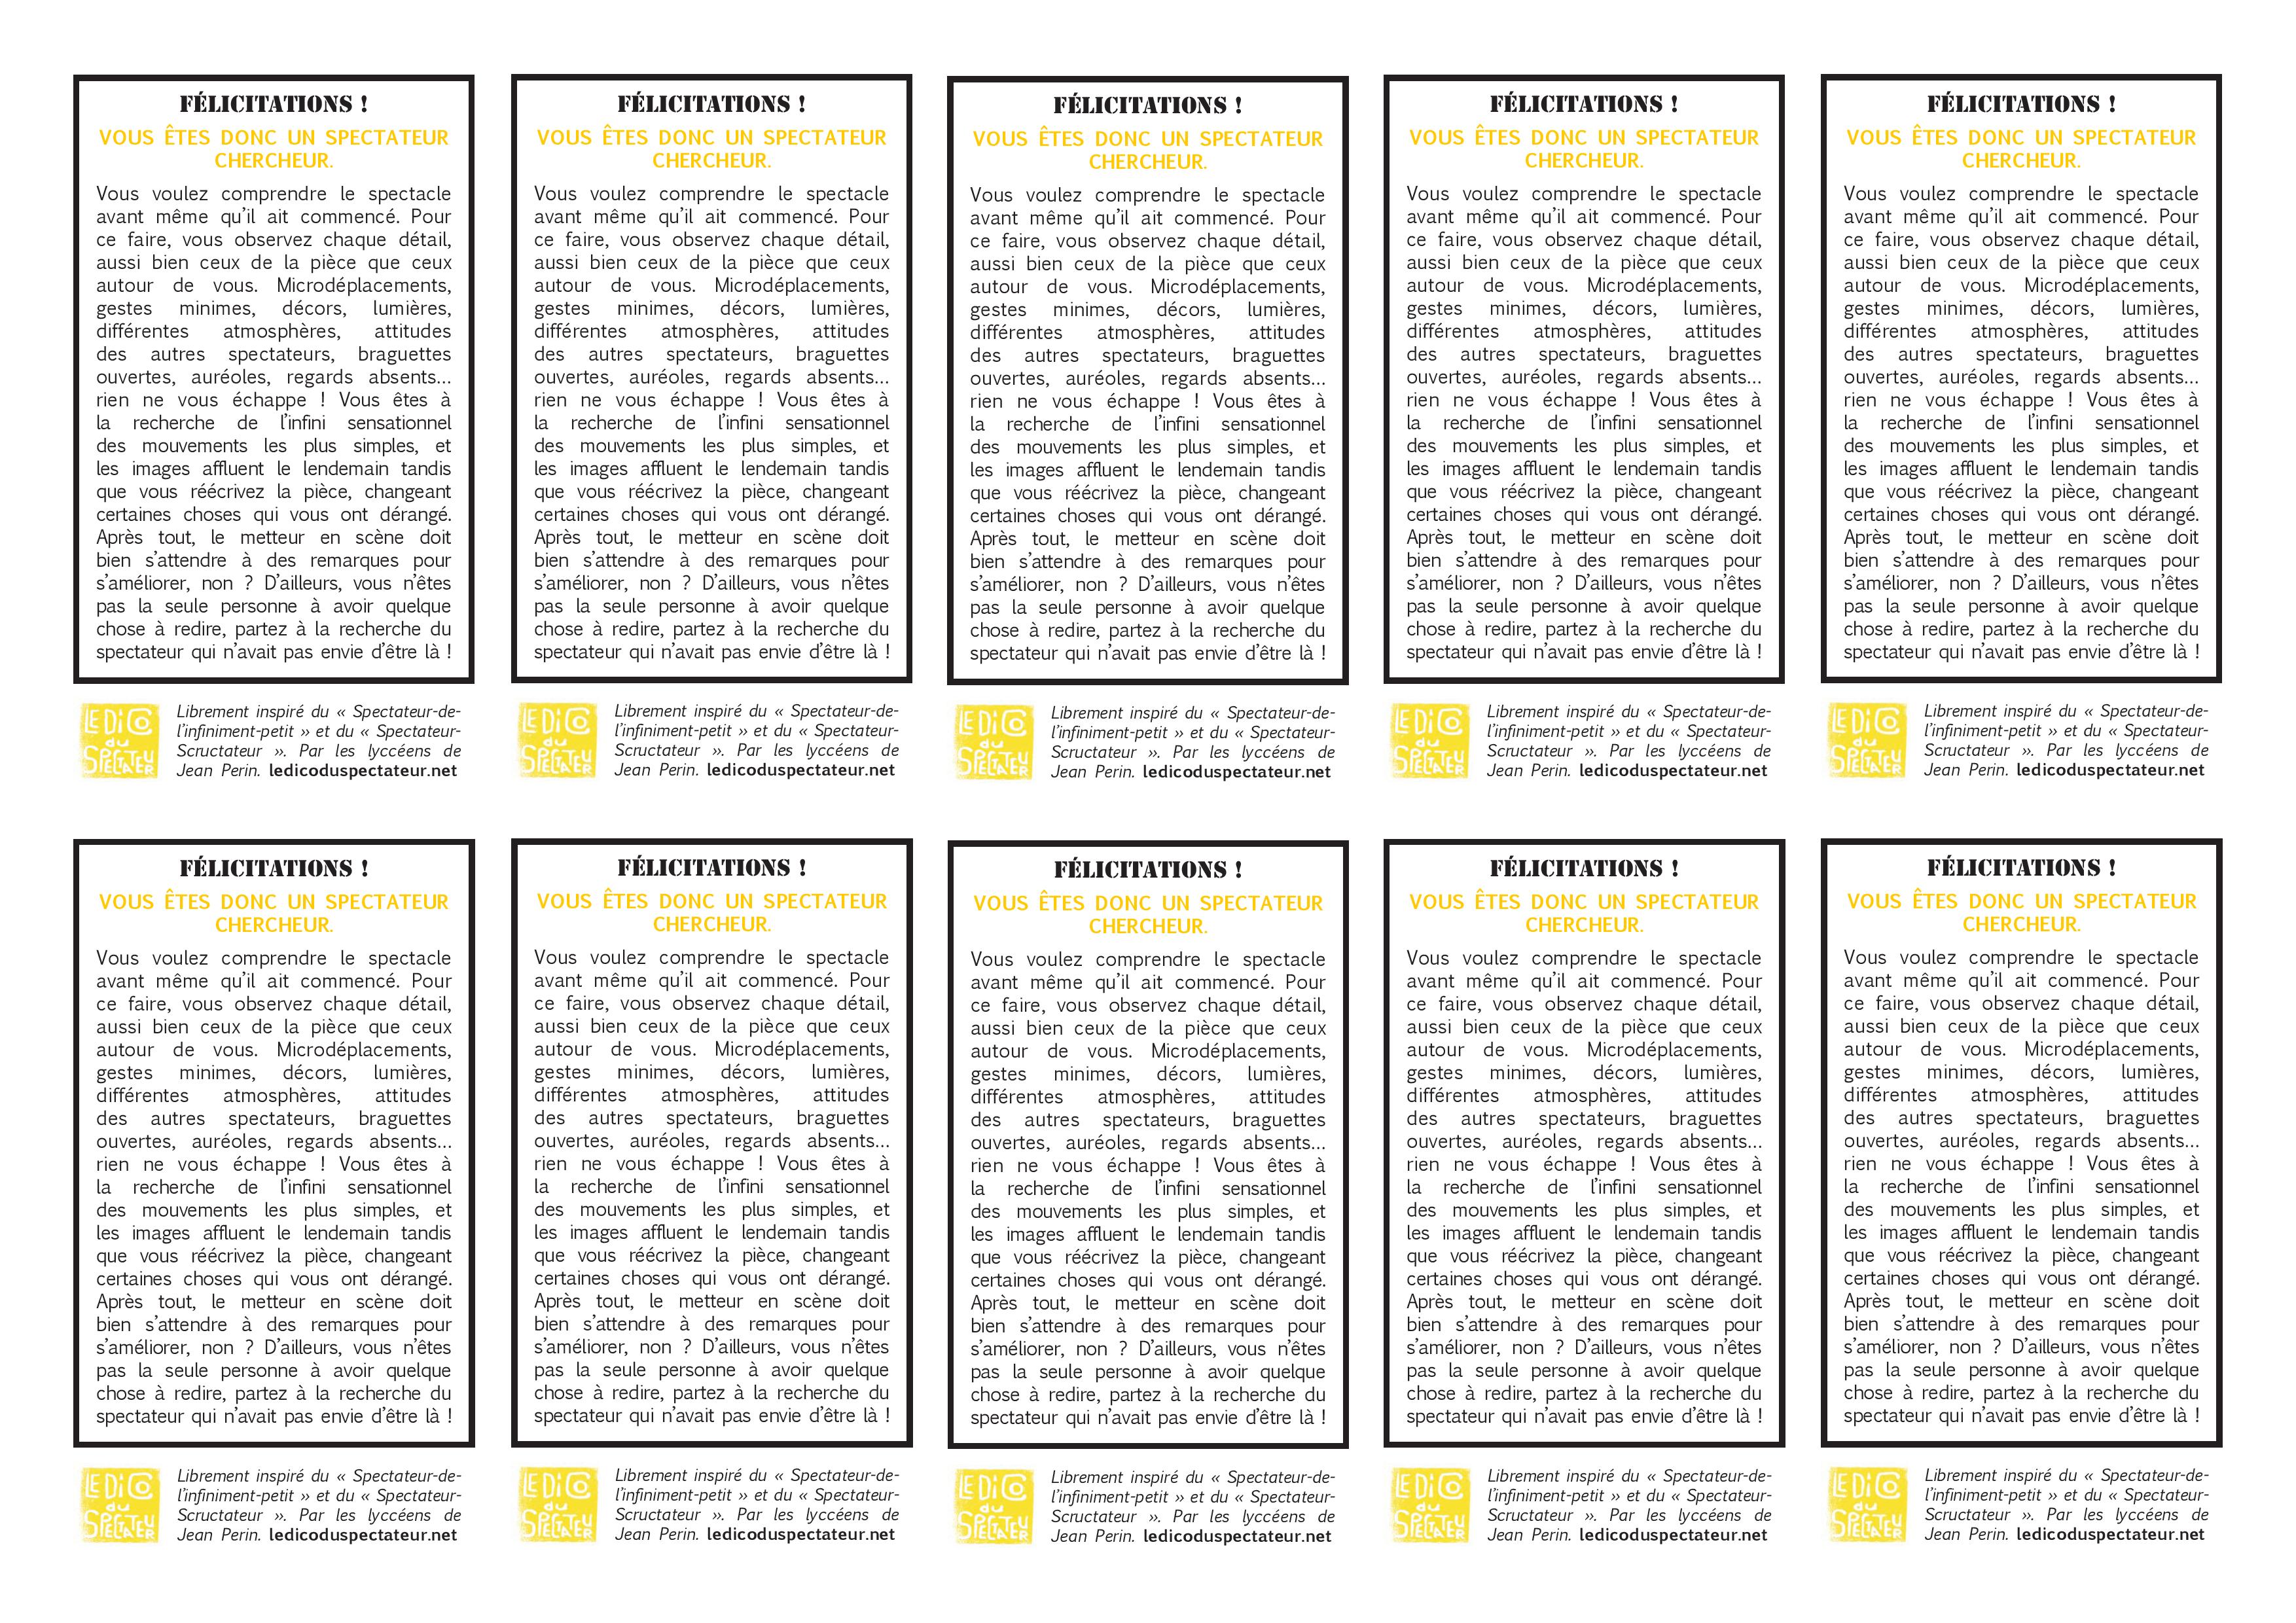 FÉLICITATIONS !
VOUS ÊTES DONC UN SPECTATEUR
CHERCHEUR.
Vous voulez comprendre le spectacle
avant même qu’il ait commencé. Pour
ce faire, vous observez chaque détail,
aussi bien ceux de la pièce que ceux
autour de vous. Microdéplacements,
gestes minimes, décors, lumières,
différentes atmosphères, attitudes
des autres spectateurs, braguettes
ouvertes, auréoles, regards absents...
rien ne vous échappe ! Vous êtes à
la recherche de l’infini sensationnel
des mouvements les plus simples, et
les images affluent le lendemain tandis
que vous réécrivez la pièce, changeant
certaines choses qui vous ont dérangé.
Après tout, le metteur en scène doit
bien s’attendre à des remarques pour
s’améliorer, non ? D’ailleurs, vous n’êtes
pas la seule personne à avoir quelque
chose à redire, partez à la recherche du
spectateur qui n’avait pas envie d’être là !
LE DiCO
du
SPECTATEUR
Librement inspiré du « Spectateur-de-
l’infiniment-petit » et du « Spectateur-
Scructateur ». Par les lyccéens de
Jean Perin. ledicoduspectateur.net
FÉLICITATIONS !
VOUS ÊTES DONC UN SPECTATEUR
CHERCHEUR.
Vous voulez comprendre le spectacle
avant même qu’il ait commencé. Pour
ce faire, vous observez chaque détail,
aussi bien ceux de la pièce que ceux
autour de vous. Microdéplacements,
gestes minimes, décors, lumières,
différentes atmosphères, attitudes
des autres spectateurs, braguettes
ouvertes, auréoles, regards absents...
rien ne vous échappe ! Vous êtes à
la recherche de l’infini sensationnel
des mouvements les plus simples, et
les images affluent le lendemain tandis
que vous réécrivez la pièce, changeant
certaines choses qui vous ont dérangé.
Après tout, le metteur en scène doit
bien s’attendre à des remarques pour
s’améliorer, non ? D’ailleurs, vous n’êtes
pas la seule personne à avoir quelque
chose à redire, partez à la recherche du
spectateur qui n’avait pas envie d’être là !
LE DiCO
du
SPECTATEUR
Librement inspiré du « Spectateur-de-
l’infiniment-petit » et du « Spectateur-
Scructateur ». Par les lyccéens de
Jean Perin. ledicoduspectateur.net
FÉLICITATIONS !
VOUS ÊTES DONC UN SPECTATEUR
CHERCHEUR.
Vous voulez comprendre le spectacle
avant même qu’il ait commencé. Pour
ce faire, vous observez chaque détail,
aussi bien ceux de la pièce que ceux
autour de vous. Microdéplacements,
gestes minimes, décors, lumières,
différentes atmosphères, attitudes
des autres spectateurs, braguettes
ouvertes, auréoles, regards absents...
rien ne vous échappe ! Vous êtes à
la recherche de l’infini sensationnel
des mouvements les plus simples, et
les images affluent le lendemain tandis
que vous réécrivez la pièce, changeant
certaines choses qui vous ont dérangé.
Après tout, le metteur en scène doit
bien s’attendre à des remarques pour
s’améliorer, non ? D’ailleurs, vous n’êtes
pas la seule personne à avoir quelque
chose à redire, partez à la recherche du
spectateur qui n’avait pas envie d’être là !
LE DiCO
du
SPECTATEUR
Librement inspiré du « Spectateur-de-
l’infiniment-petit » et du « Spectateur-
Scructateur ». Par les lyccéens de
Jean Perin. ledicoduspectateur.net
FÉLICITATIONS !
VOUS ÊTES DONC UN SPECTATEUR
CHERCHEUR.
Vous voulez comprendre le spectacle
avant même qu’il ait commencé. Pour
ce faire, vous observez chaque détail,
aussi bien ceux de la pièce que ceux
autour de vous. Microdéplacements,
gestes minimes, décors, lumières,
différentes atmosphères, attitudes
des autres spectateurs, braguettes
ouvertes, auréoles, regards absents...
rien ne vous échappe ! Vous êtes à
la recherche de l’infini sensationnel
des mouvements les plus simples, et
les images affluent le lendemain tandis
que vous réécrivez la pièce, changeant
certaines choses qui vous ont dérangé.
Après tout, le metteur en scène doit
bien s’attendre à des remarques pour
s’améliorer, non ? D’ailleurs, vous n’êtes
pas la seule personne à avoir quelque
chose à redire, partez à la recherche du
spectateur qui n’avait pas envie d’être là !
LE DiCO
du
SPECTATEUR
Librement inspiré du « Spectateur-de-
l’infiniment-petit » et du « Spectateur-
Scructateur ». Par les lyccéens de
Jean Perin. ledicoduspectateur.net
FÉLICITATIONS !
VOUS ÊTES DONC UN SPECTATEUR
CHERCHEUR.
Vous voulez comprendre le spectacle
avant même qu’il ait commencé. Pour
ce faire, vous observez chaque détail,
aussi bien ceux de la pièce que ceux
autour de vous. Microdéplacements,
gestes minimes, décors, lumières,
différentes atmosphères, attitudes
des autres spectateurs, braguettes
ouvertes, auréoles, regards absents...
rien ne vous échappe ! Vous êtes à
la recherche de l’infini sensationnel
des mouvements les plus simples, et
les images affluent le lendemain tandis
que vous réécrivez la pièce, changeant
certaines choses qui vous ont dérangé.
Après tout, le metteur en scène doit
bien s’attendre à des remarques pour
s’améliorer, non ? D’ailleurs, vous n’êtes
pas la seule personne à avoir quelque
chose à redire, partez à la recherche du
spectateur qui n’avait pas envie d’être là !
LE DiCO
du
SPECTATEUR
Librement inspiré du « Spectateur-de-
l’infiniment-petit » et du « Spectateur-
Scructateur ». Par les lyccéens de
Jean Perin. ledicoduspectateur.net
FÉLICITATIONS !
VOUS ÊTES DONC UN SPECTATEUR
CHERCHEUR.
Vous voulez comprendre le spectacle
avant même qu’il ait commencé. Pour
ce faire, vous observez chaque détail,
aussi bien ceux de la pièce que ceux
autour de vous. Microdéplacements,
gestes minimes, décors, lumières,
différentes atmosphères, attitudes
des autres spectateurs, braguettes
ouvertes, auréoles, regards absents...
rien ne vous échappe ! Vous êtes à
la recherche de l’infini sensationnel
des mouvements les plus simples, et
les images affluent le lendemain tandis
que vous réécrivez la pièce, changeant
certaines choses qui vous ont dérangé.
Après tout, le metteur en scène doit
bien s’attendre à des remarques pour
s’améliorer, non ? D’ailleurs, vous n’êtes
pas la seule personne à avoir quelque
chose à redire, partez à la recherche du
spectateur qui n’avait pas envie d’être là !
LE DiCO
du
SPECTATEUR
Librement inspiré du « Spectateur-de-
l’infiniment-petit » et du « Spectateur-
Scructateur ». Par les lyccéens de
Jean Perin. ledicoduspectateur.net
FÉLICITATIONS !
VOUS ÊTES DONC UN SPECTATEUR
CHERCHEUR.
Vous voulez comprendre le spectacle
avant même qu’il ait commencé. Pour
ce faire, vous observez chaque détail,
aussi bien ceux de la pièce que ceux
autour de vous. Microdéplacements,
gestes minimes, décors, lumières,
différentes atmosphères, attitudes
des autres spectateurs, braguettes
ouvertes, auréoles, regards absents...
rien ne vous échappe ! Vous êtes à
la recherche de l’infini sensationnel
des mouvements les plus simples, et
les images affluent le lendemain tandis
que vous réécrivez la pièce, changeant
certaines choses qui vous ont dérangé.
Après tout, le metteur en scène doit
bien s’attendre à des remarques pour
s’améliorer, non ? D’ailleurs, vous n’êtes
pas la seule personne à avoir quelque
chose à redire, partez à la recherche du
spectateur qui n’avait pas envie d’être là !
LE DiCO
du
SPECTATEUR
Librement inspiré du « Spectateur-de-
l’infiniment-petit » et du « Spectateur-
Scructateur ». Par les lyccéens de
Jean Perin. ledicoduspectateur.net
FÉLICITATIONS !
VOUS ÊTES DONC UN SPECTATEUR
CHERCHEUR.
Vous voulez comprendre le spectacle
avant même qu’il ait commencé. Pour
ce faire, vous observez chaque détail,
aussi bien ceux de la pièce que ceux
autour de vous. Microdéplacements,
gestes minimes, décors, lumières,
différentes atmosphères, attitudes
des autres spectateurs, braguettes
ouvertes, auréoles, regards absents...
rien ne vous échappe ! Vous êtes à
la recherche de l’infini sensationnel
des mouvements les plus simples, et
les images affluent le lendemain tandis
que vous réécrivez la pièce, changeant
certaines choses qui vous ont dérangé.
Après tout, le metteur en scène doit
bien s’attendre à des remarques pour
s’améliorer, non ? D’ailleurs, vous n’êtes
pas la seule personne à avoir quelque
chose à redire, partez à la recherche du
spectateur qui n’avait pas envie d’être là !
LE DiCO
du
SPECTATEUR
Librement inspiré du « Spectateur-de-
l’infiniment-petit » et du « Spectateur-
Scructateur ». Par les lyccéens de
Jean Perin. ledicoduspectateur.net
FÉLICITATIONS !
VOUS ÊTES DONC UN SPECTATEUR
CHERCHEUR.
Vous voulez comprendre le spectacle
avant même qu’il ait commencé. Pour
ce faire, vous observez chaque détail,
aussi bien ceux de la pièce que ceux
autour de vous. Microdéplacements,
gestes minimes, décors, lumières,
différentes atmosphères, attitudes
des autres spectateurs, braguettes
ouvertes, auréoles, regards absents...
rien ne vous échappe ! Vous êtes à
la recherche de l’infini sensationnel
des mouvements les plus simples, et
les images affluent le lendemain tandis
que vous réécrivez la pièce, changeant
certaines choses qui vous ont dérangé.
Après tout, le metteur en scène doit
bien s’attendre à des remarques pour
s’améliorer, non ? D’ailleurs, vous n’êtes
pas la seule personne à avoir quelque
chose à redire, partez à la recherche du
spectateur qui n’avait pas envie d’être là !
LE DiCO
du
SPECTATEUR
Librement inspiré du « Spectateur-de-
l’infiniment-petit » et du « Spectateur-
Scructateur ». Par les lyccéens de
Jean Perin. ledicoduspectateur.net
FÉLICITATIONS !
VOUS ÊTES DONC UN SPECTATEUR
CHERCHEUR.
Vous voulez comprendre le spectacle
avant même qu’il ait commencé. Pour
ce faire, vous observez chaque détail,
aussi bien ceux de la pièce que ceux
autour de vous. Microdéplacements,
gestes minimes, décors, lumières,
différentes atmosphères, attitudes
des autres spectateurs, braguettes
ouvertes, auréoles, regards absents...
rien ne vous échappe ! Vous êtes à
la recherche de l’infini sensationnel
des mouvements les plus simples, et
les images affluent le lendemain tandis
que vous réécrivez la pièce, changeant
certaines choses qui vous ont dérangé.
Après tout, le metteur en scène doit
bien s’attendre à des remarques pour
s’améliorer, non ? D’ailleurs, vous n’êtes
pas la seule personne à avoir quelque
chose à redire, partez à la recherche du
spectateur qui n’avait pas envie d’être là !
LE DiCO
du
SPECTATEUR
Librement inspiré du « Spectateur-de-
l’infiniment-petit » et du « Spectateur-
Scructateur ». Par les lyccéens de
Jean Perin. ledicoduspectateur.net